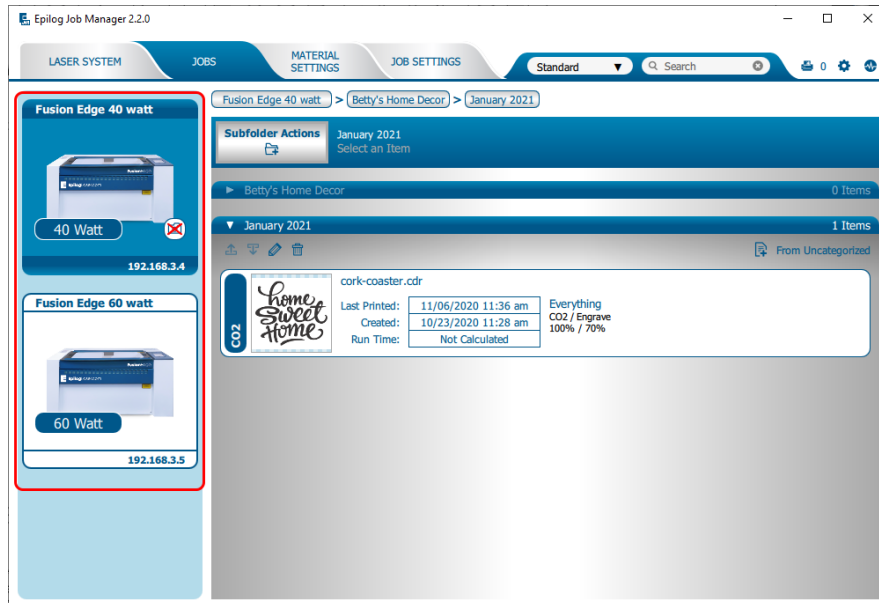 Epilog Job Manager 2.2.0
LASER SYSTEM
JOBS
MATERIAL
SETTINGS
JOB SETTINGS
Standard
Search
0
Fusion Edge 40 watt
40 Watt
192.168.3.4
Fusion Edge 60 watt
60 Watt
192.168.3.5
Fusion Edge 40 watt > Betty's Home Decor > January 2021
Subfolder Actions
January 2021
Select an Item
Betty's Home Decor 0 Items
January 2021 1 Items
From Uncategorized
CO2
home
Sweet
Home
cork-coaster.cdr
Last Printed: 11/06/2020 11:36 am
Created: 10/23/2020 11:28 am
Run Time: Not Calculated
Everything
CO2 / Engrave
100% / 70%